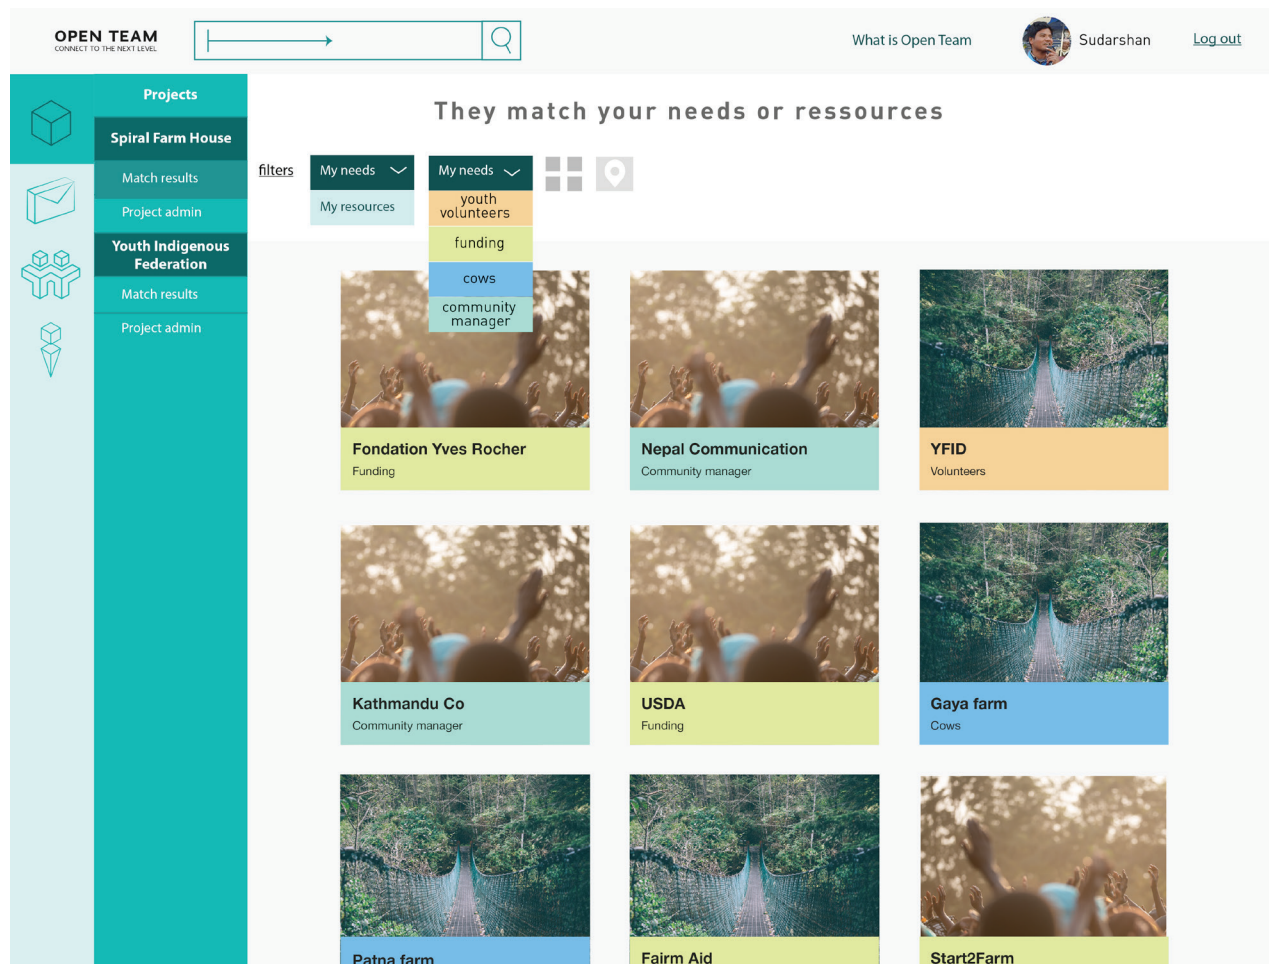 OPEN TEAM
CONNECT TO THE NEXT LEVEL
What is Open Team
Sudarshan
Log out
Projects
Spiral Farm House
Match results
Project admin
Youth Indigenous
Federation
Match results
Project admin
They match your needs or ressources
filters
My needs
My resources
My needs
youth
volunteers
funding
cows
community
manager
Fondation Yves Rocher
Funding
Nepal Communication
Community manager
YFID
Volunteers
Kathmandu Co
Community manager
USDA
Funding
Gaya farm
Cows
Patna farm
Fairm Aid
Start2Farm